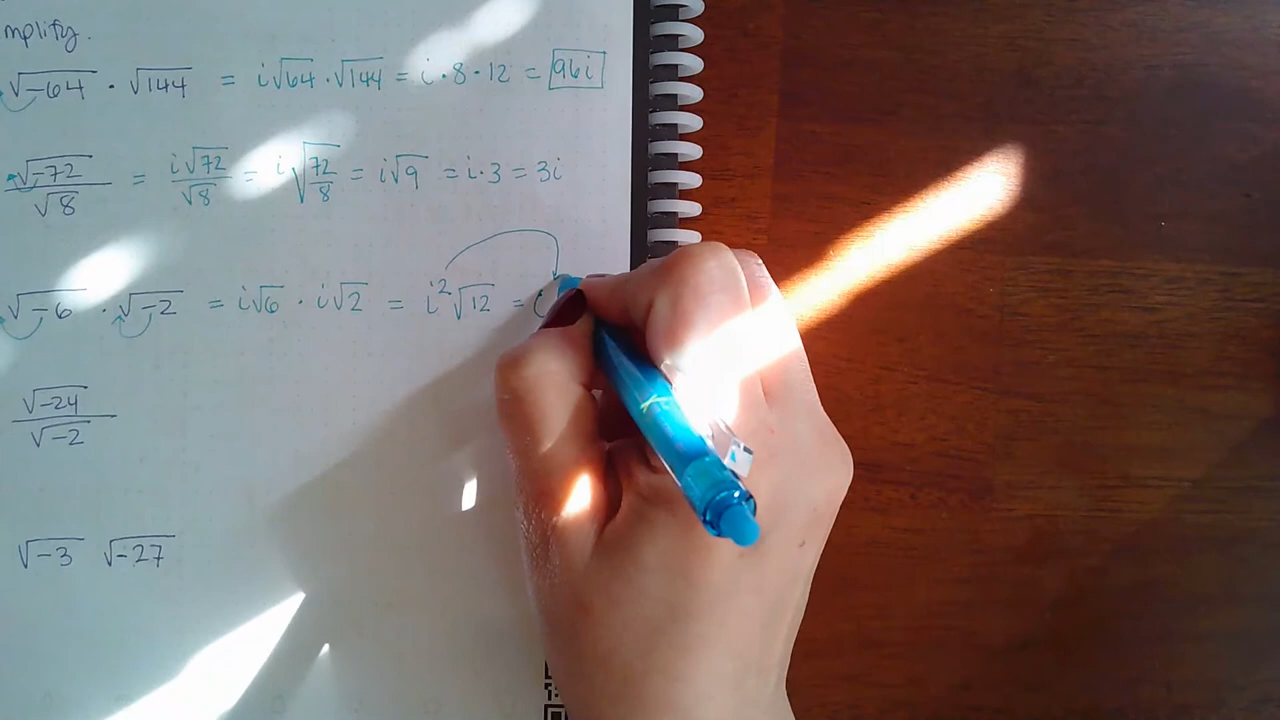 mplify.
√-64 · √144 = i√64 · √144 = i · 8 · 12 = 96i
√-72/√8 = i√72/√8 = i√72/8 = i√9 = i · 3 = 3i
√-6 · √-2 = i√6 · i√2 = i²√12 = (
√-24/√-2
√-3 √-27